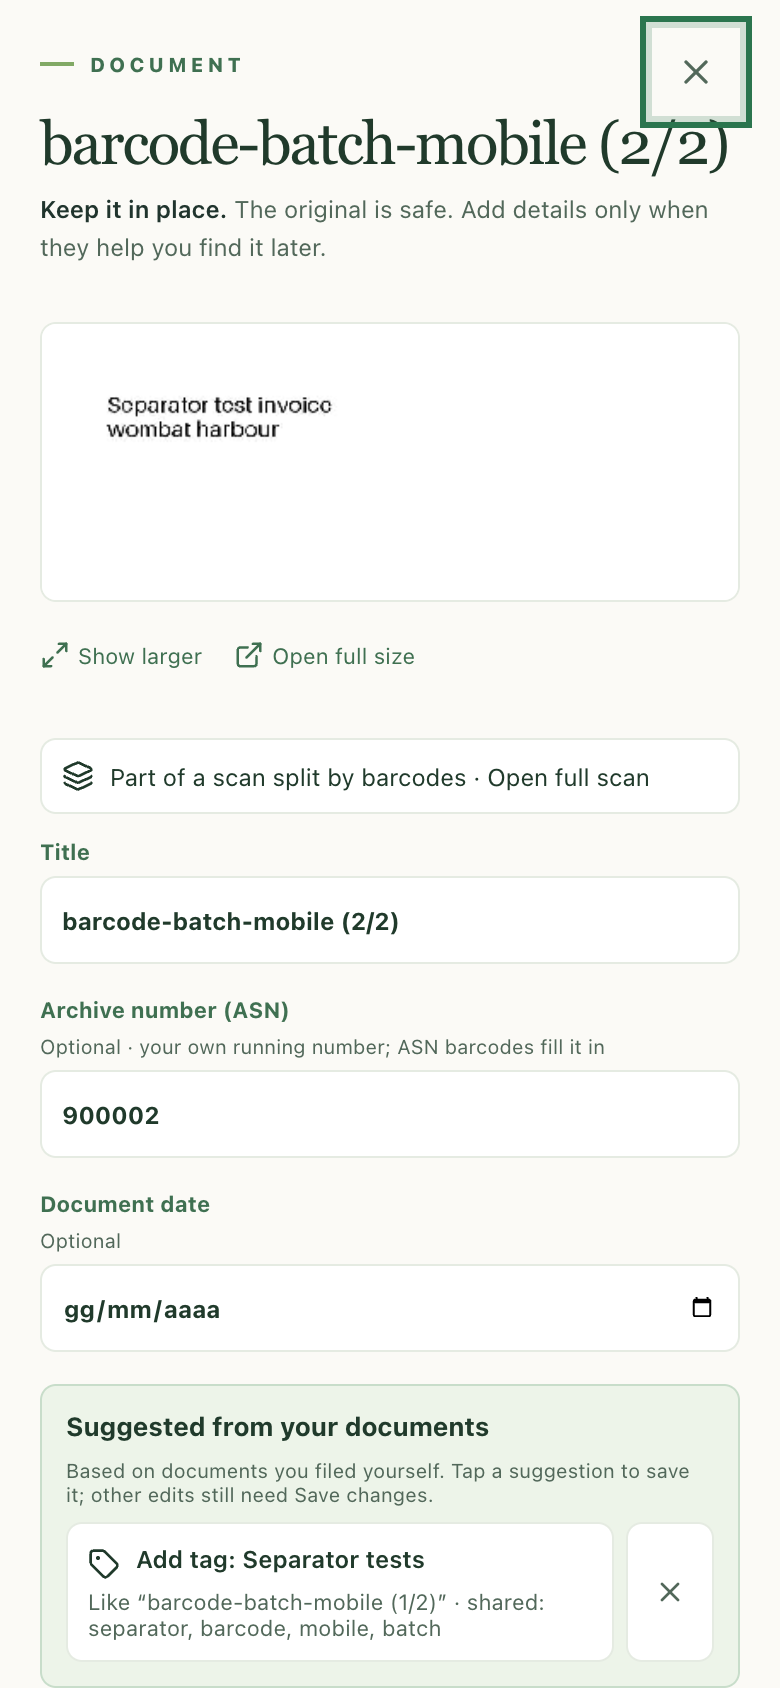 DOCUMENT
barcode-batch-mobile (2/2)
Keep it in place. The original is safe. Add details only when
they help you find it later.
Separator test invoice
wombat harbour
Show larger
Open full size
Part of a scan split by barcodes · Open full scan
Title
barcode-batch-mobile (2/2)
Archive number (ASN)
Optional · your own running number; ASN barcodes fill it in
900002
Document date
Optional
gg/mm/aaaa
Suggested from your documents
Based on documents you filed yourself. Tap a suggestion to save
it; other edits still need Save changes.
Add tag: Separator tests
Like “barcode-batch-mobile (1/2)” · shared:
separator, barcode, mobile, batch